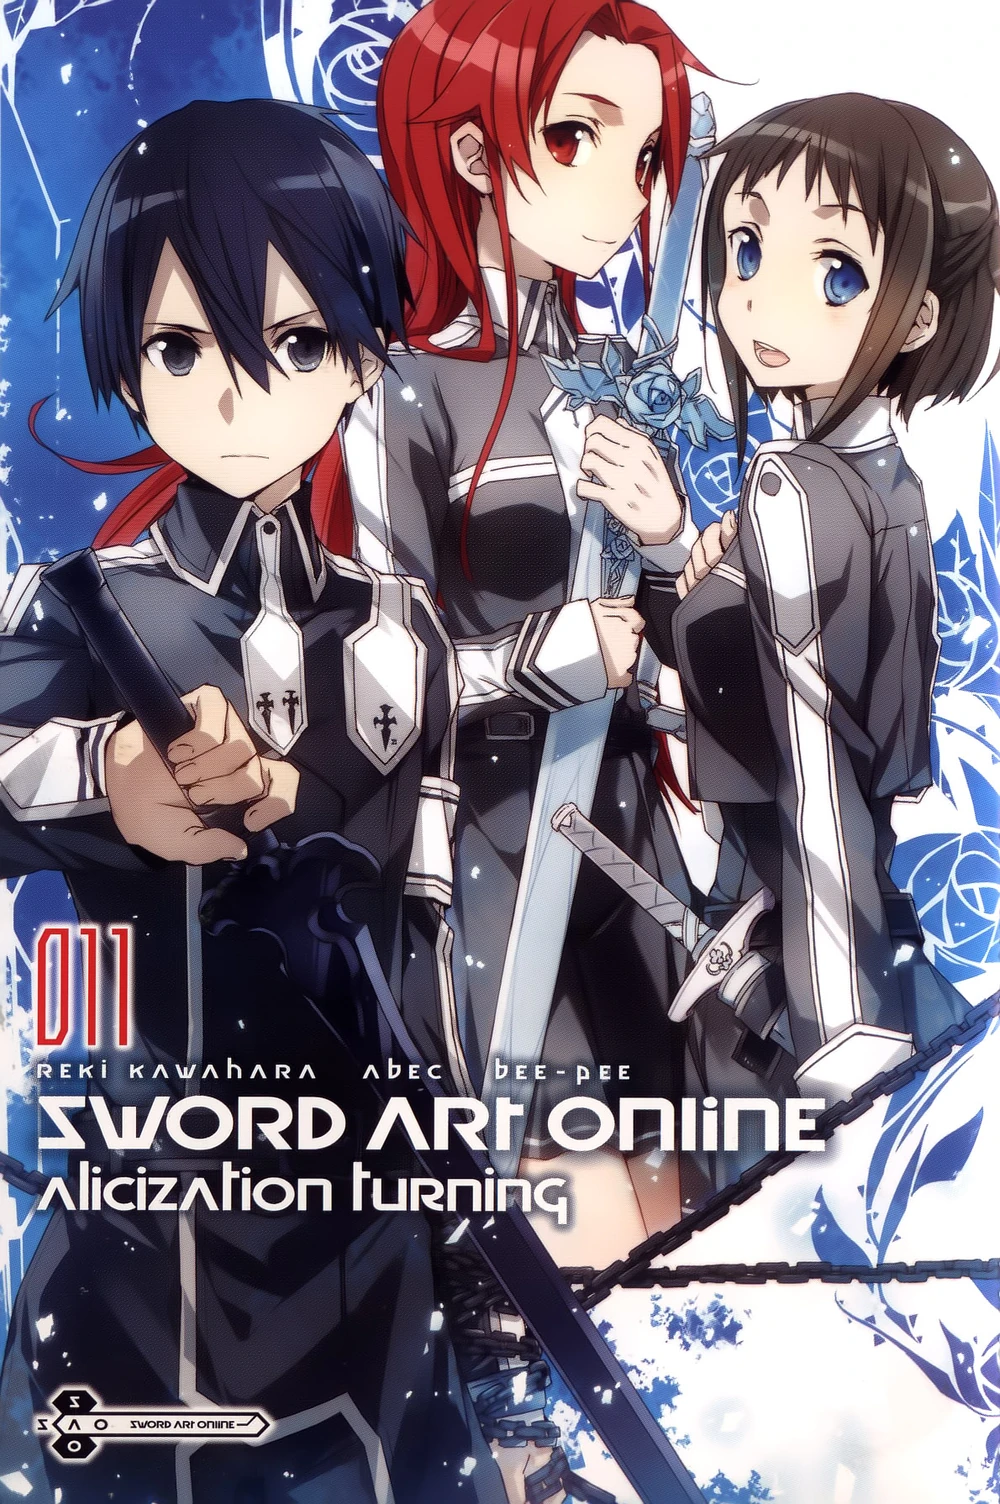 011
REKI KAWAHARA abec bee-pee
SWORD ART ONLINE
alicization turning
S
S A O SWORD ART ONLINE
O